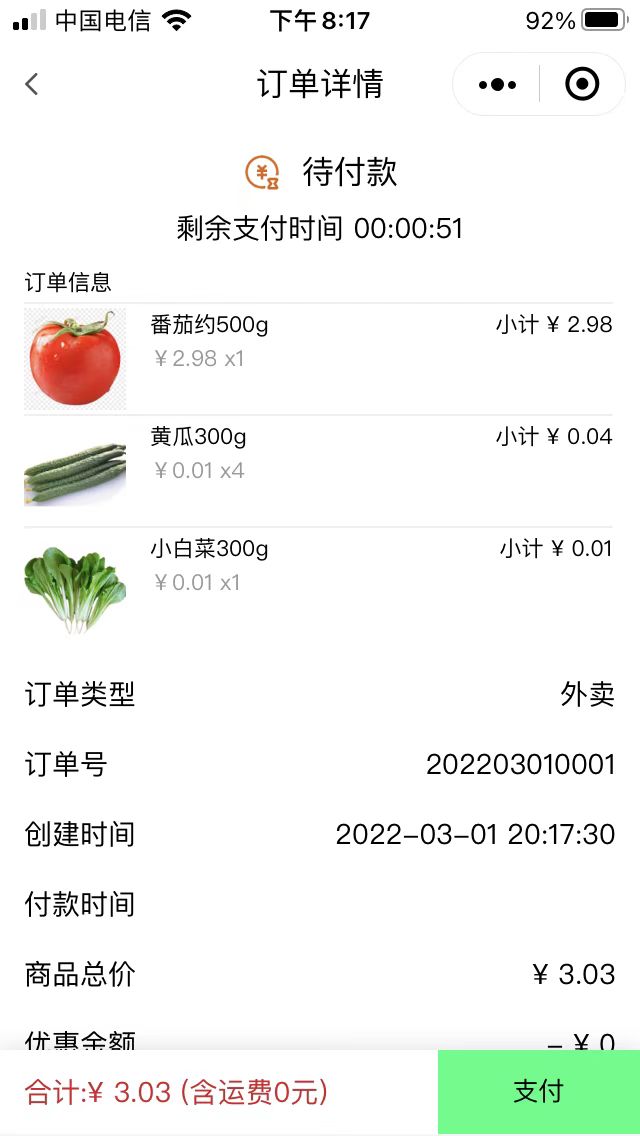 中国电信 下午8:17 92%
订单详情
待付款
剩余支付时间 00:00:51
订单信息
番茄约500g 小计 ¥ 2.98
¥2.98 x1
黄瓜300g 小计 ¥ 0.04
¥0.01 x4
小白菜300g 小计 ¥ 0.01
¥0.01 x1
订单类型 外卖
订单号 202203010001
创建时间 2022-03-01 20:17:30
付款时间
商品总价 ¥ 3.03
优惠金额 - ¥ 0
合计:¥ 3.03 (含运费0元) 支付